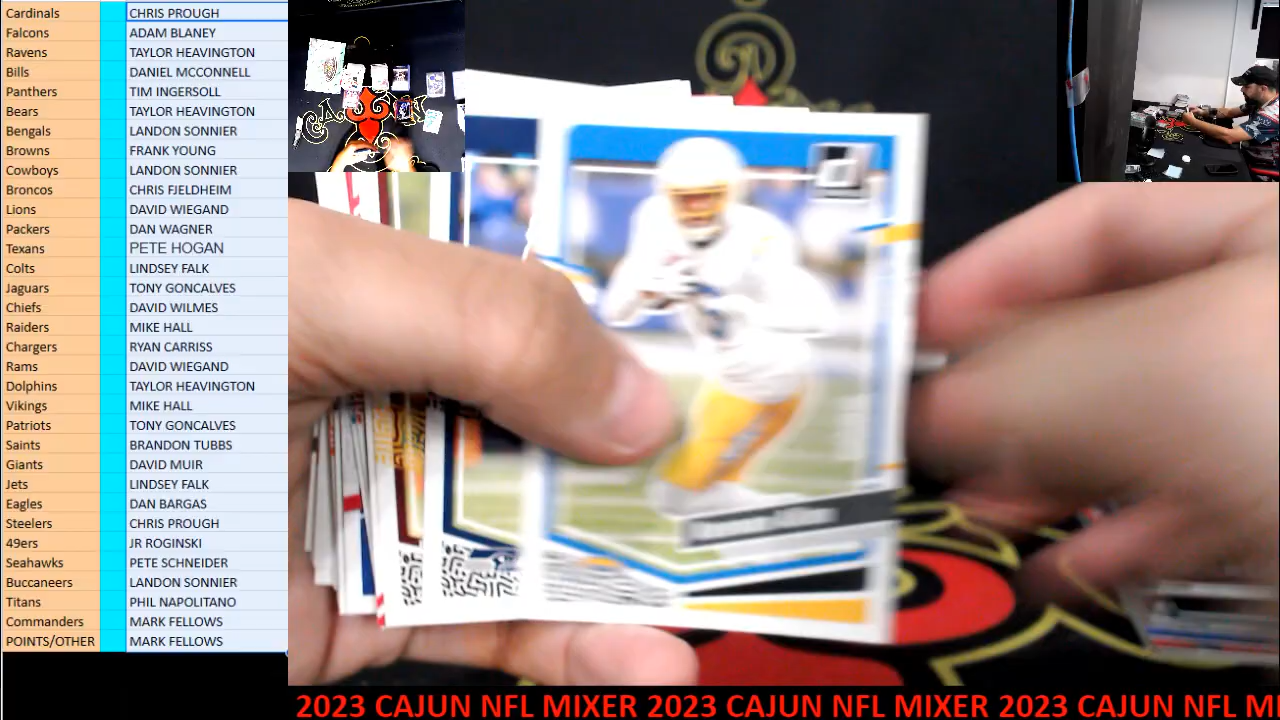 Cardinals CHRIS PROUGH
Falcons ADAM BLANEY
Ravens TAYLOR HEAVINGTON
Bills DANIEL MCCONNELL
Panthers TIM INGERSOLL
Bears TAYLOR HEAVINGTON
Bengals LANDON SONNIER
Browns FRANK YOUNG
Cowboys LANDON SONNIER
Broncos CHRIS FJELDHEIM
Lions DAVID WIEGAND
Packers DAN WAGNER
Texans PETE HOGAN
Colts LINDSEY FALK
Jaguars TONY GONCALVES
Chiefs DAVID WILMES
Raiders MIKE HALL
Chargers RYAN CARRISS
Rams DAVID WIEGAND
Dolphins TAYLOR HEAVINGTON
Vikings MIKE HALL
Patriots TONY GONCALVES
Saints BRANDON TUBBS
Giants DAVID MUIR
Jets LINDSEY FALK
Eagles DAN BARGAS
Steelers CHRIS PROUGH
49ers JR ROGINSKI
Seahawks PETE SCHNEIDER
Buccaneers LANDON SONNIER
Titans PHIL NAPOLITANO
Commanders MARK FELLOWS
POINTS/OTHER MARK FELLOWS
2023 CAJUN NFL MIXER 2023 CAJUN NFL MIXER 2023 CAJUN NFL M